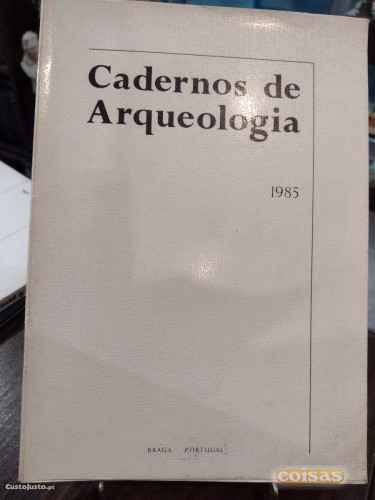 Cadernos de
Arqueologia
1985
BRAGA PORTUGAL
CustoJusto.pt
coisas